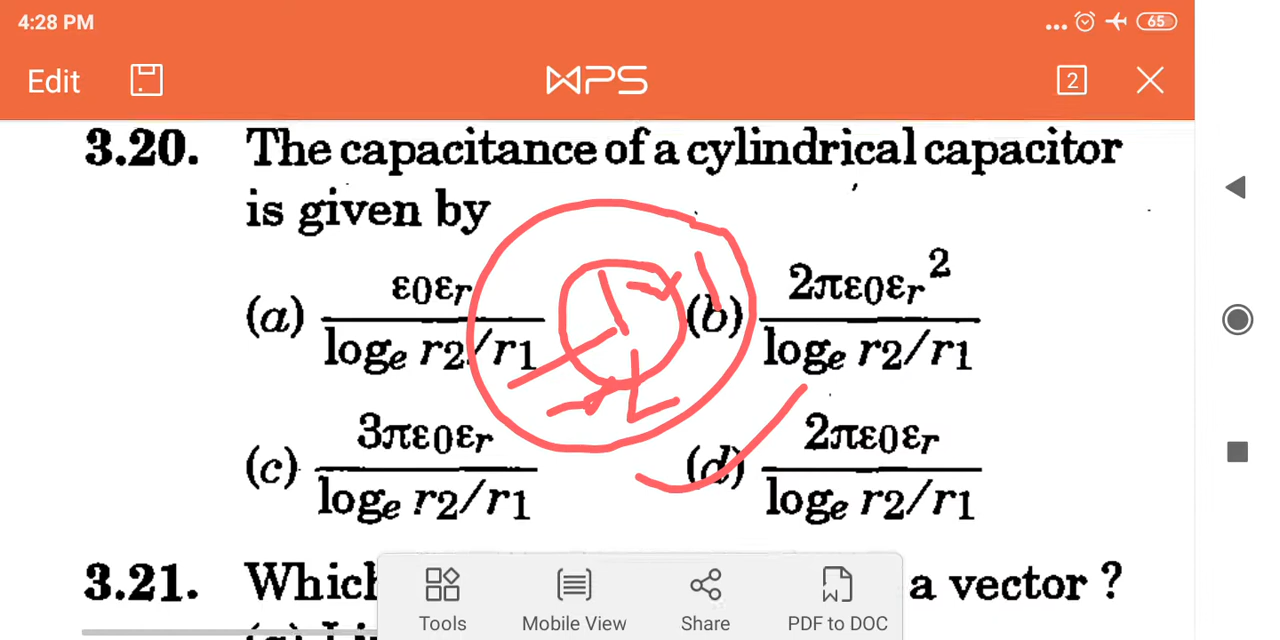 4:28 PM
65
Edit
WPS
2
3.20. The capacitance of a cylindrical capacitor
is given by
(a) ε0εr / loge r2/r1
(b) 2πε0εr² / loge r2/r1
(c) 3πε0εr / loge r2/r1
(d) 2πε0εr / loge r2/r1
3.21. Which a vector ?
Tools Mobile View Share PDF to DOC